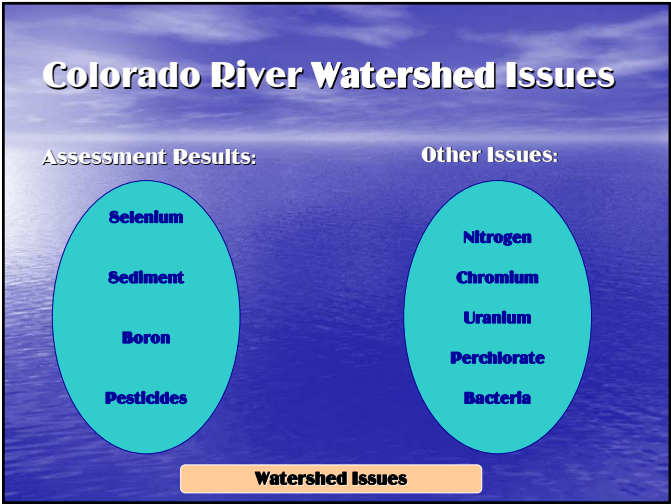 Colorado River Watershed Issues
Assessment Results:
Selenium
Sediment
Boron
Pesticides
Other Issues:
Nitrogen
Chromium
Uranium
Perchlorate
Bacteria
Watershed Issues